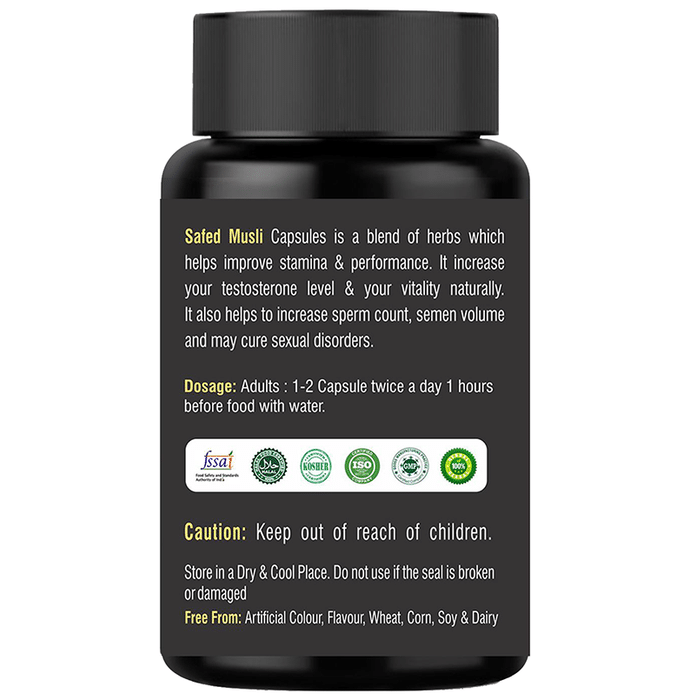 Safed Musli Capsules is a blend of herbs which
helps improve stamina & performance. It increase
your testosterone level & your vitality naturally.
It also helps to increase sperm count, semen volume
and may cure sexual disorders.
Dosage: Adults : 1-2 Capsule twice a day 1 hours
before food with water.
fssai
Food Safety and Standards
Authority of India
حلال
HALAL
KOSHER
CERTIFIED
ISO
GMP
100%
Caution: Keep out of reach of children.
Store in a Dry & Cool Place. Do not use if the seal is broken
or damaged
Free From: Artificial Colour, Flavour, Wheat, Corn, Soy & Dairy